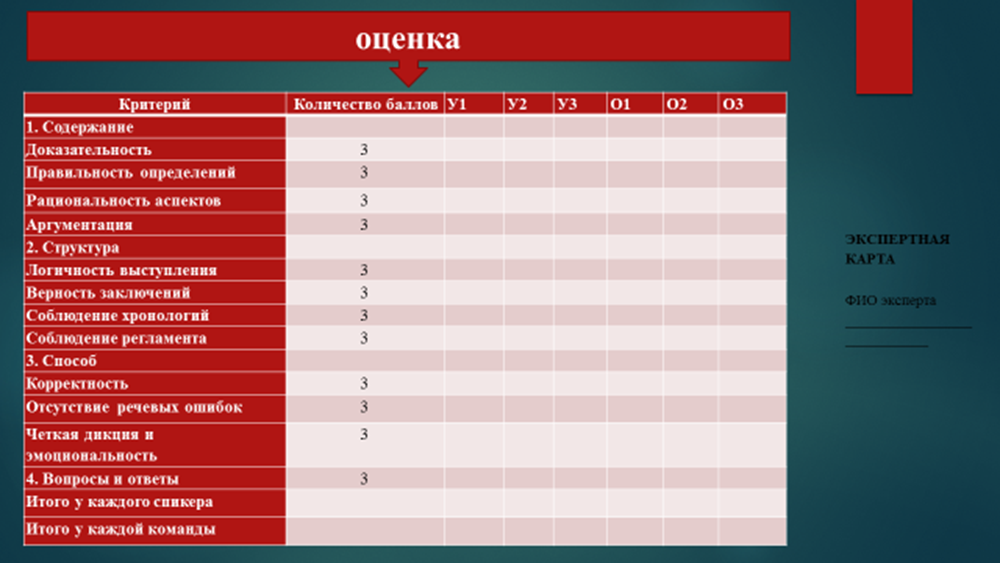 оценка
Критерий Количество баллов У1 У2 У3 О1 О2 О3
1. Содержание
Доказательность 3
Правильность определений 3
Рациональность аспектов 3
Аргументация 3
2. Структура
Логичность выступления 3
Верность заключений 3
Соблюдение хронологий 3
Соблюдение регламента 3
3. Способ
Корректность 3
Отсутствие речевых ошибок 3
Четкая дикция и 3
эмоциональность
4. Вопросы и ответы 3
Итого у каждого спикера
Итого у каждой команды
ЭКСПЕРТНАЯ
КАРТА
ФИО эксперта